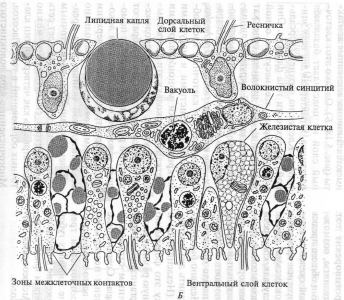 Липидная капля
Дорсальный
слой клеток
Ресничка
Вакуоль
Волокнистый синцитий
Железистая клетка
Зоны межклеточных контактов
Вентральный слой клеток
Б